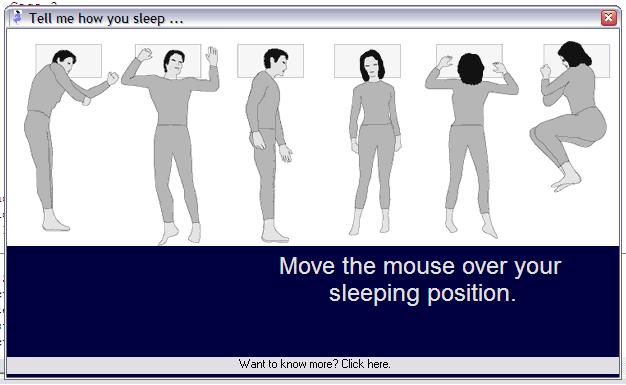 Tell me how you sleep ...
Move the mouse over your
sleeping position.
Want to know more? Click here.